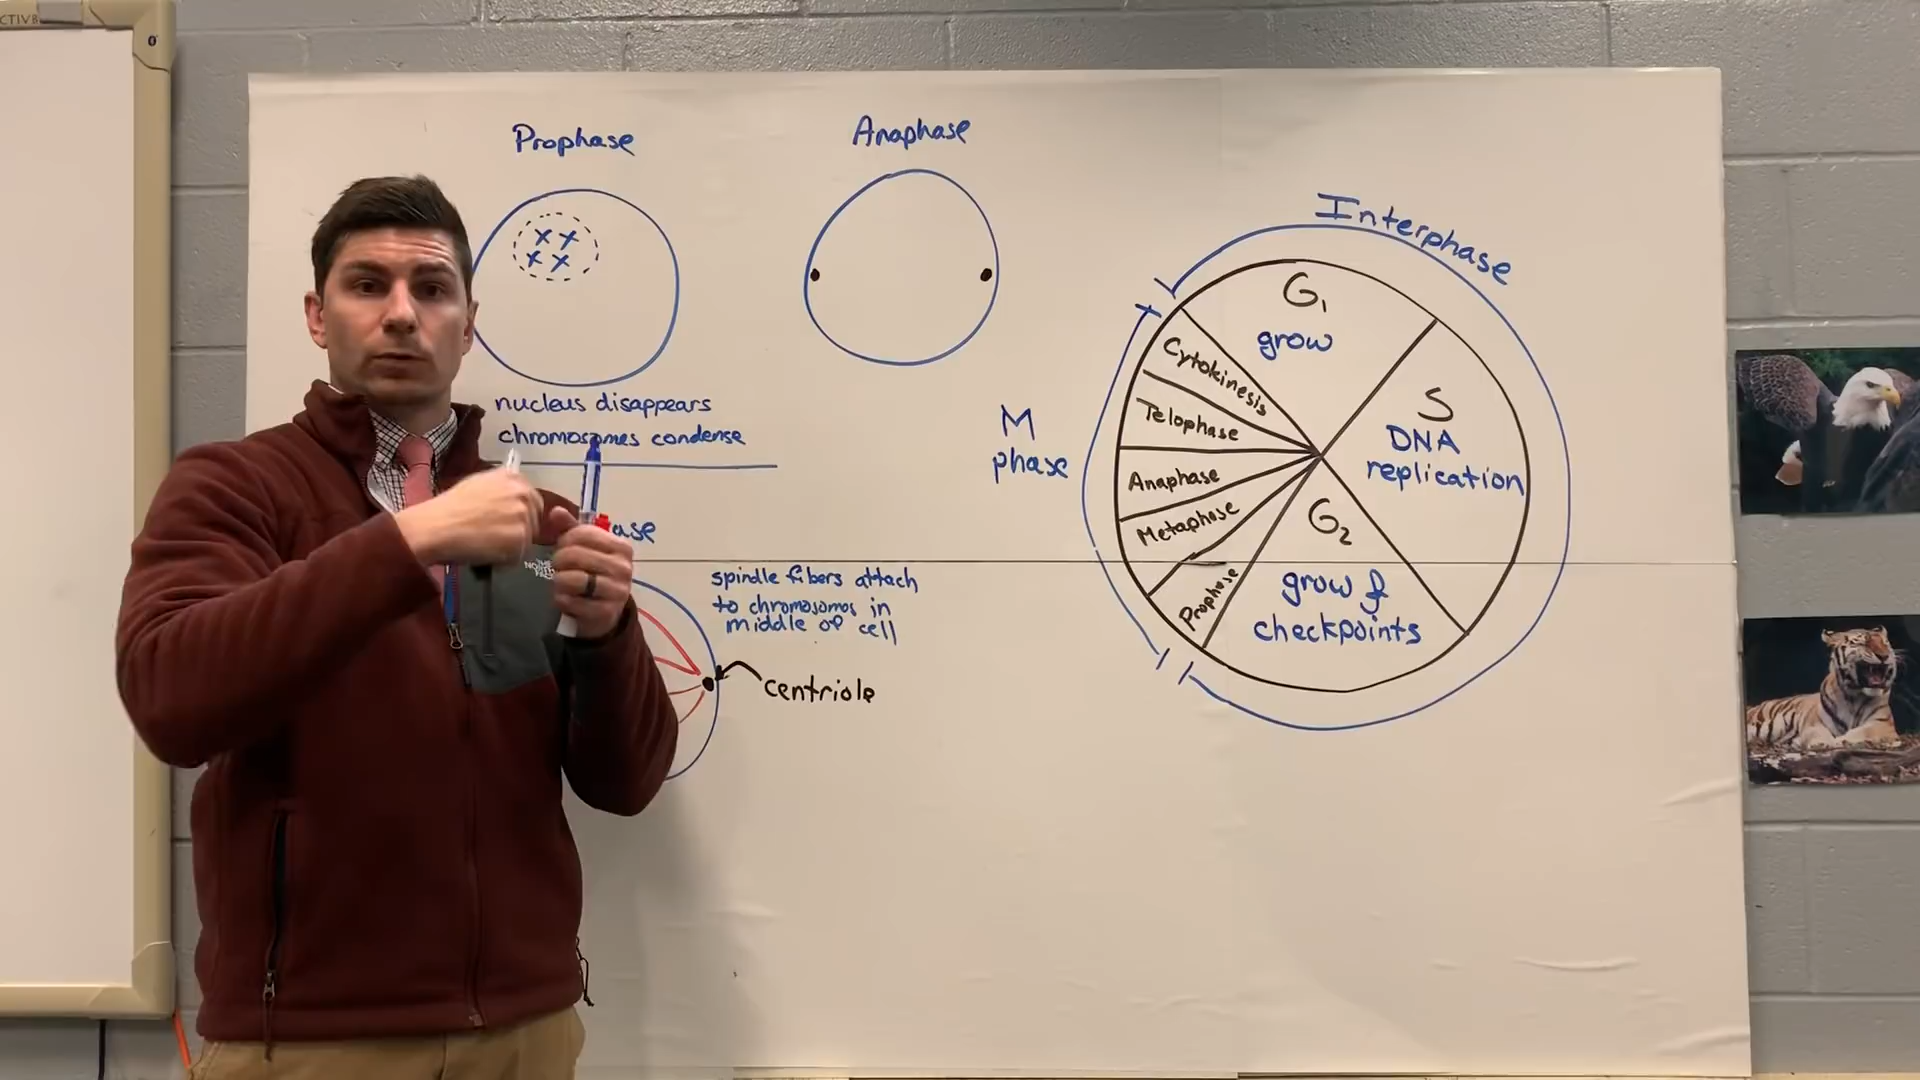 Prophase
nucleus disappears
chromosomes condense
spindle fibers attach
to chromosomes in
middle of cell
centriole
Anaphase
Interphase
G₁
grow
S
DNA
replication
G₂
grow &
checkpoints
M
phase
Cytokinesis
Telophase
Anaphase
Metaphase
Prophase